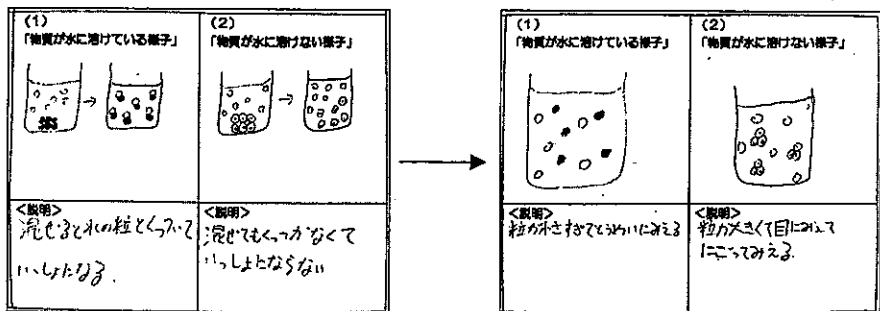 (1)
「物質が水に溶けている様子」
(2)
「物質が水に溶けない様子」
<説明>
混ぜると水の粒とくっついて
いっしょになる.
<説明>
混ぜてもくっつかなくて
いっしょにならない
(1)
「物質が水に溶けている様子」
(2)
「物質が水に溶けない様子」
<説明>
粒が小さすぎてとうめいにみえる
<説明>
粒が大きくて目にみえて
にごってみえる.